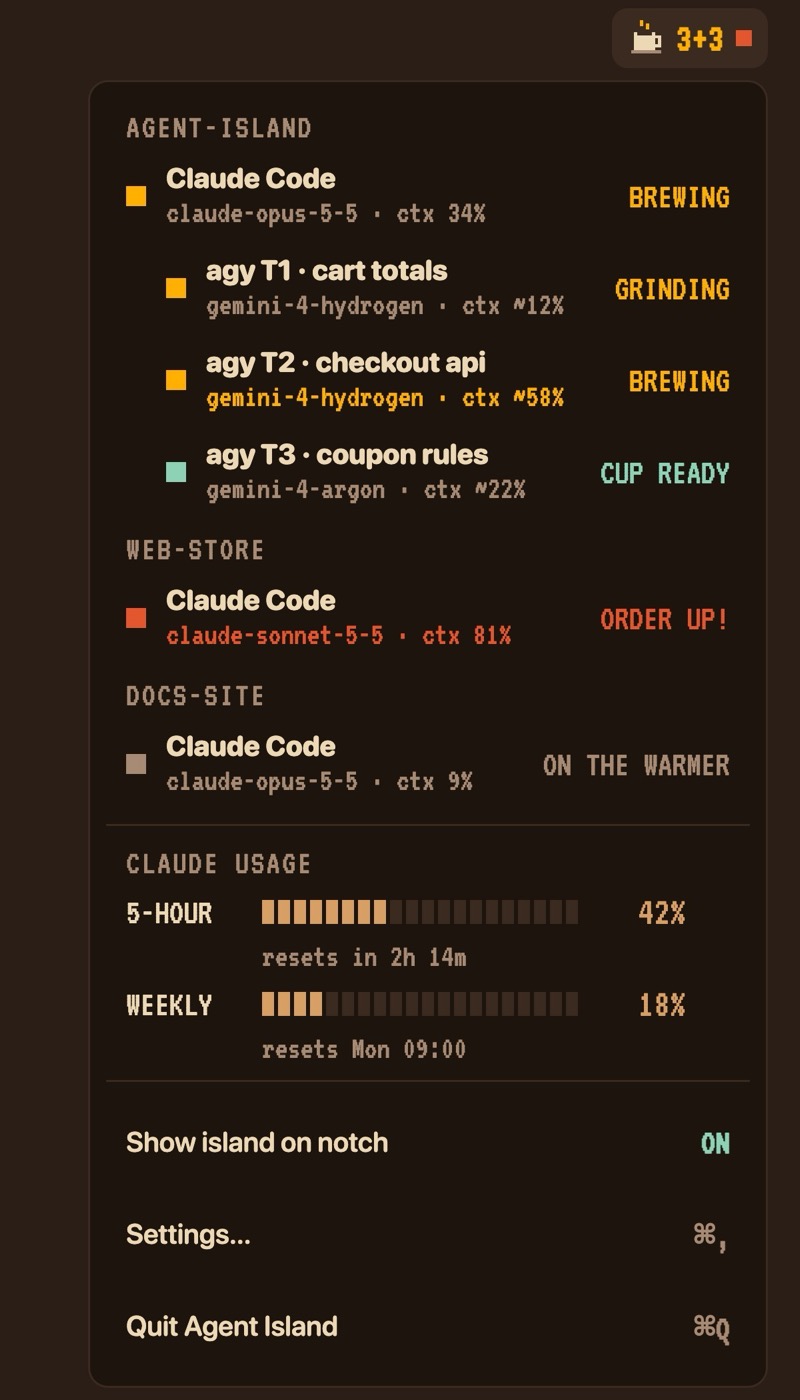 3+3
AGENT-ISLAND
Claude Code
claude-opus-5-5 · ctx 34%
BREWING
agy T1 · cart totals
gemini-4-hydrogen · ctx ~12%
GRINDING
agy T2 · checkout api
gemini-4-hydrogen · ctx ~58%
BREWING
agy T3 · coupon rules
gemini-4-argon · ctx ~22%
CUP READY
WEB-STORE
Claude Code
claude-sonnet-5-5 · ctx 81%
ORDER UP!
DOCS-SITE
Claude Code
claude-opus-5-5 · ctx 9%
ON THE WARMER
CLAUDE USAGE
5-HOUR 42%
resets in 2h 14m
WEEKLY 18%
resets Mon 09:00
Show island on notch ON
Settings... ⌘,
Quit Agent Island ⌘Q